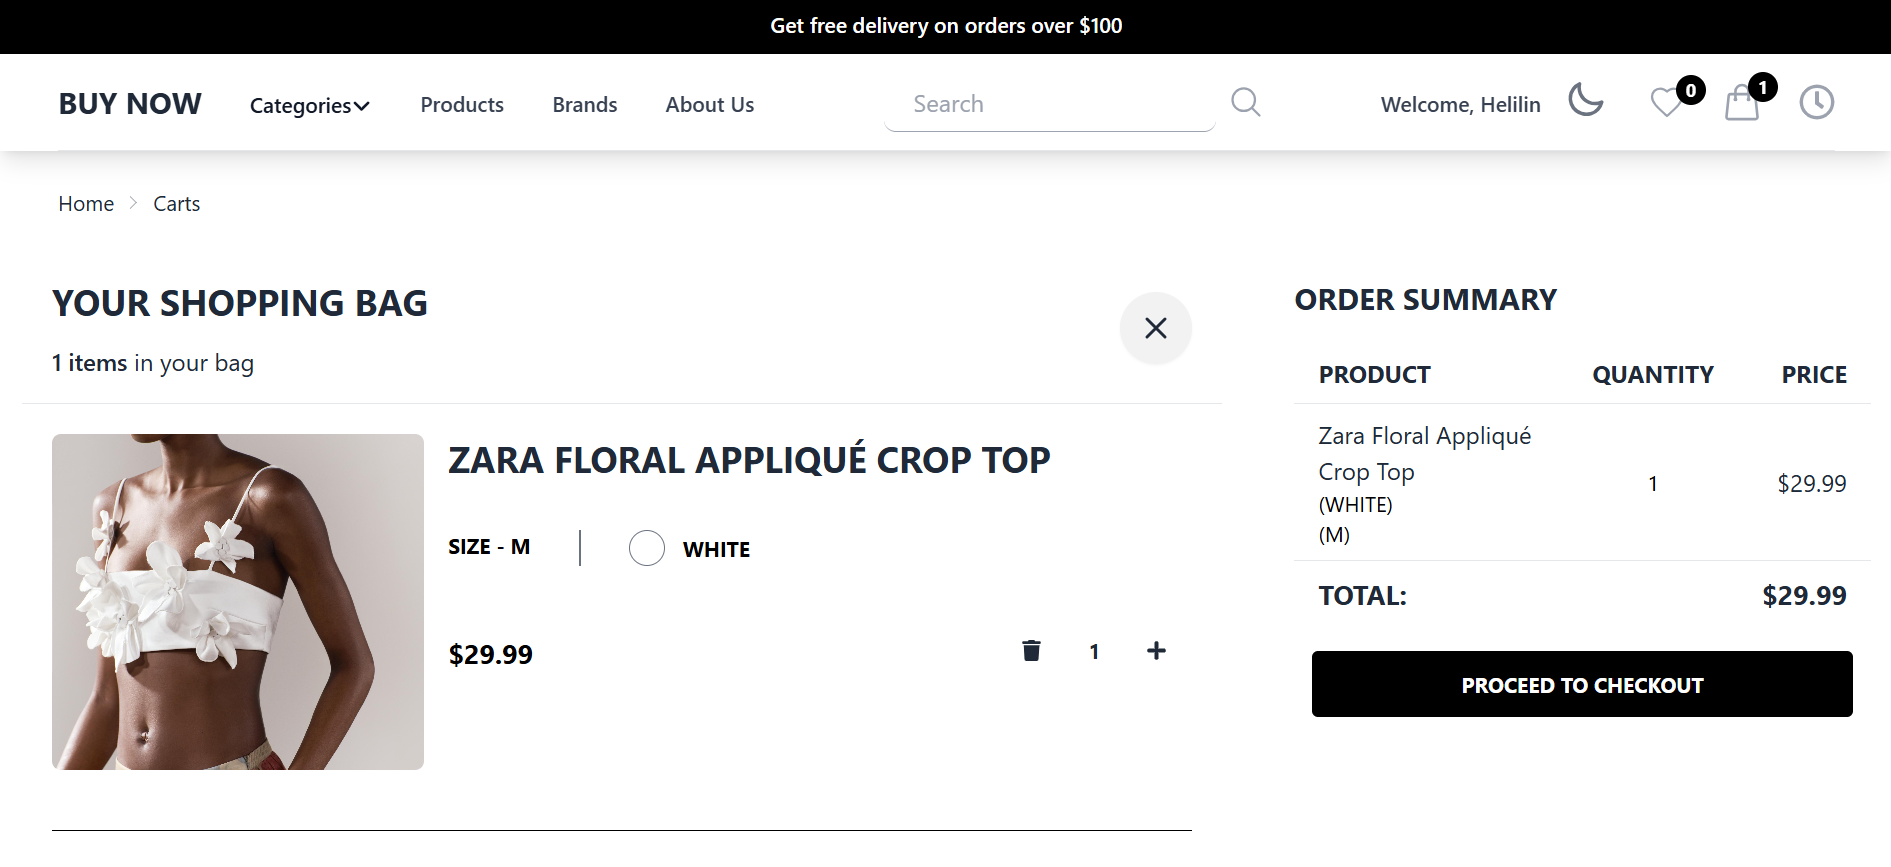 Get free delivery on orders over $100
BUY NOW Categories Products Brands About Us Search Welcome, Helilin 0 1
Home Carts
YOUR SHOPPING BAG
1 items in your bag
ZARA FLORAL APPLIQUÉ CROP TOP
SIZE - M WHITE
$29.99 1
ORDER SUMMARY
PRODUCT QUANTITY PRICE
Zara Floral Appliqué
Crop Top
1 $29.99
(WHITE)
(M)
TOTAL: $29.99
PROCEED TO CHECKOUT